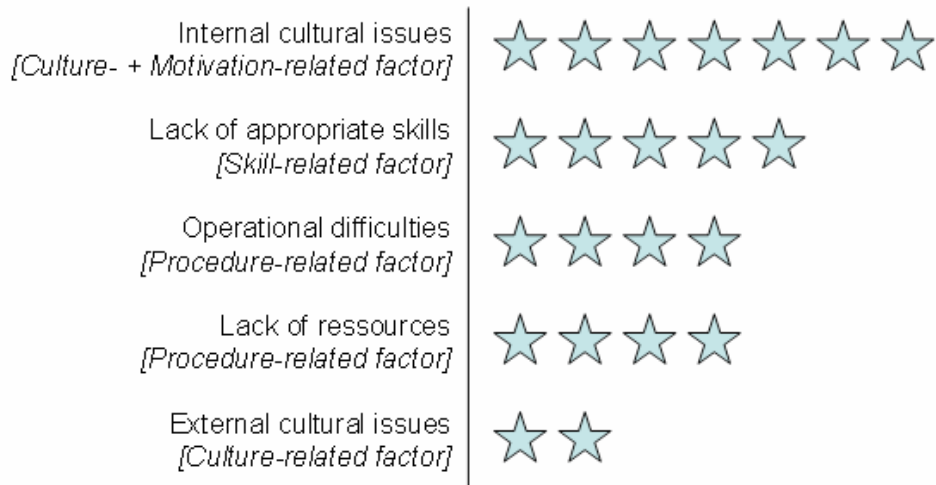 Internal cultural issues
[Culture- + Motivation-related factor]
Lack of appropriate skills
[Skill-related factor]
Operational difficulties
[Procedure-related factor]
Lack of ressources
[Procedure-related factor]
External cultural issues
[Culture-related factor]